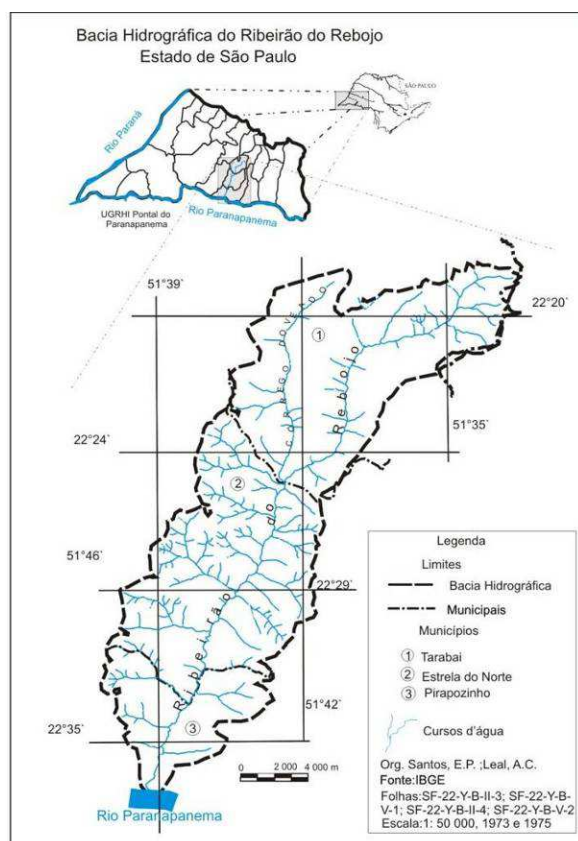 Bacia Hidrográfica do Ribeirão do Rebojo
Estado de São Paulo
SÃO PAULO
Rio Paraná
Rio Paranapanema
UGRHI Pontal do
Paranapanema
51°39'
22°20'
①
CÓRREGO DO VEADO
Rebojo
51°35'
22°24'
②
do
51°46'
22°29'
Ribeirão
51°42'
22°35'
③
0 2 000 4 000 m
Rio Paranapanema
Legenda
Limites
Bacia Hidrográfica
Municipais
Municípios
① Tarabai
② Estrela do Norte
③ Pirapozinho
Cursos d'água
Org. Santos, E.P. ;Leal, A.C.
Fonte:IBGE
Folhas:SF-22-Y-B-II-3; SF-22-Y-B-
V-1; SF-22-Y-B-II-4; SF-22-Y-B-V-2
Escala:1: 50 000, 1973 e 1975